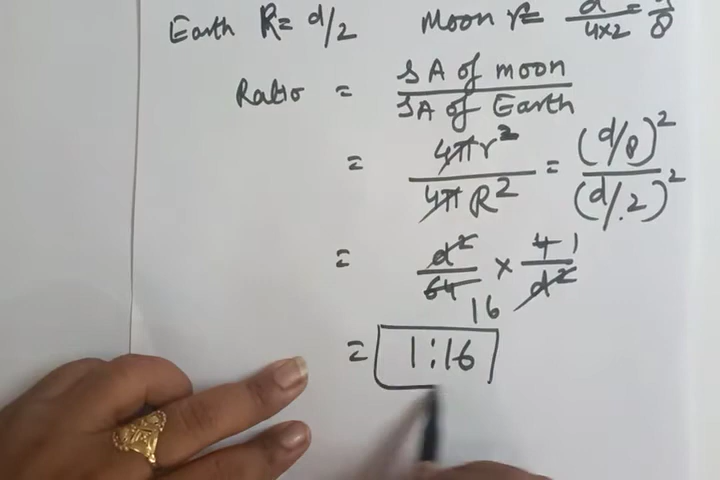 Earth R = d/2 Moon r = d/4×2 = d/8
Ratio = SA of moon / SA of Earth
= 4πr² / 4πR² = (d/8)² / (d/2)²
= d²/64 16 × 4 1/d²
= 1:16